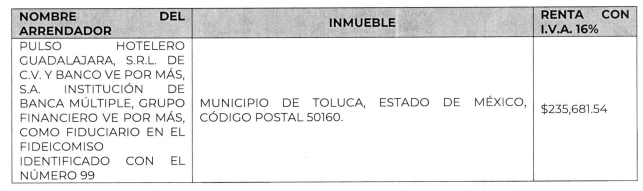 NOMBRE DEL
ARRENDADOR
INMUEBLE
RENTA CON
I.V.A. 16%
PULSO HOTELERO
GUADALAJARA, S.R.L. DE
C.V. Y BANCO VE POR MÁS,
S.A. INSTITUCIÓN DE
BANCA MÚLTIPLE, GRUPO
FINANCIERO VE POR MÁS,
COMO FIDUCIARIO EN EL
FIDEICOMISO
IDENTIFICADO CON EL
NÚMERO 99
MUNICIPIO DE TOLUCA, ESTADO DE MÉXICO,
CÓDIGO POSTAL 50160.
$235,681.54